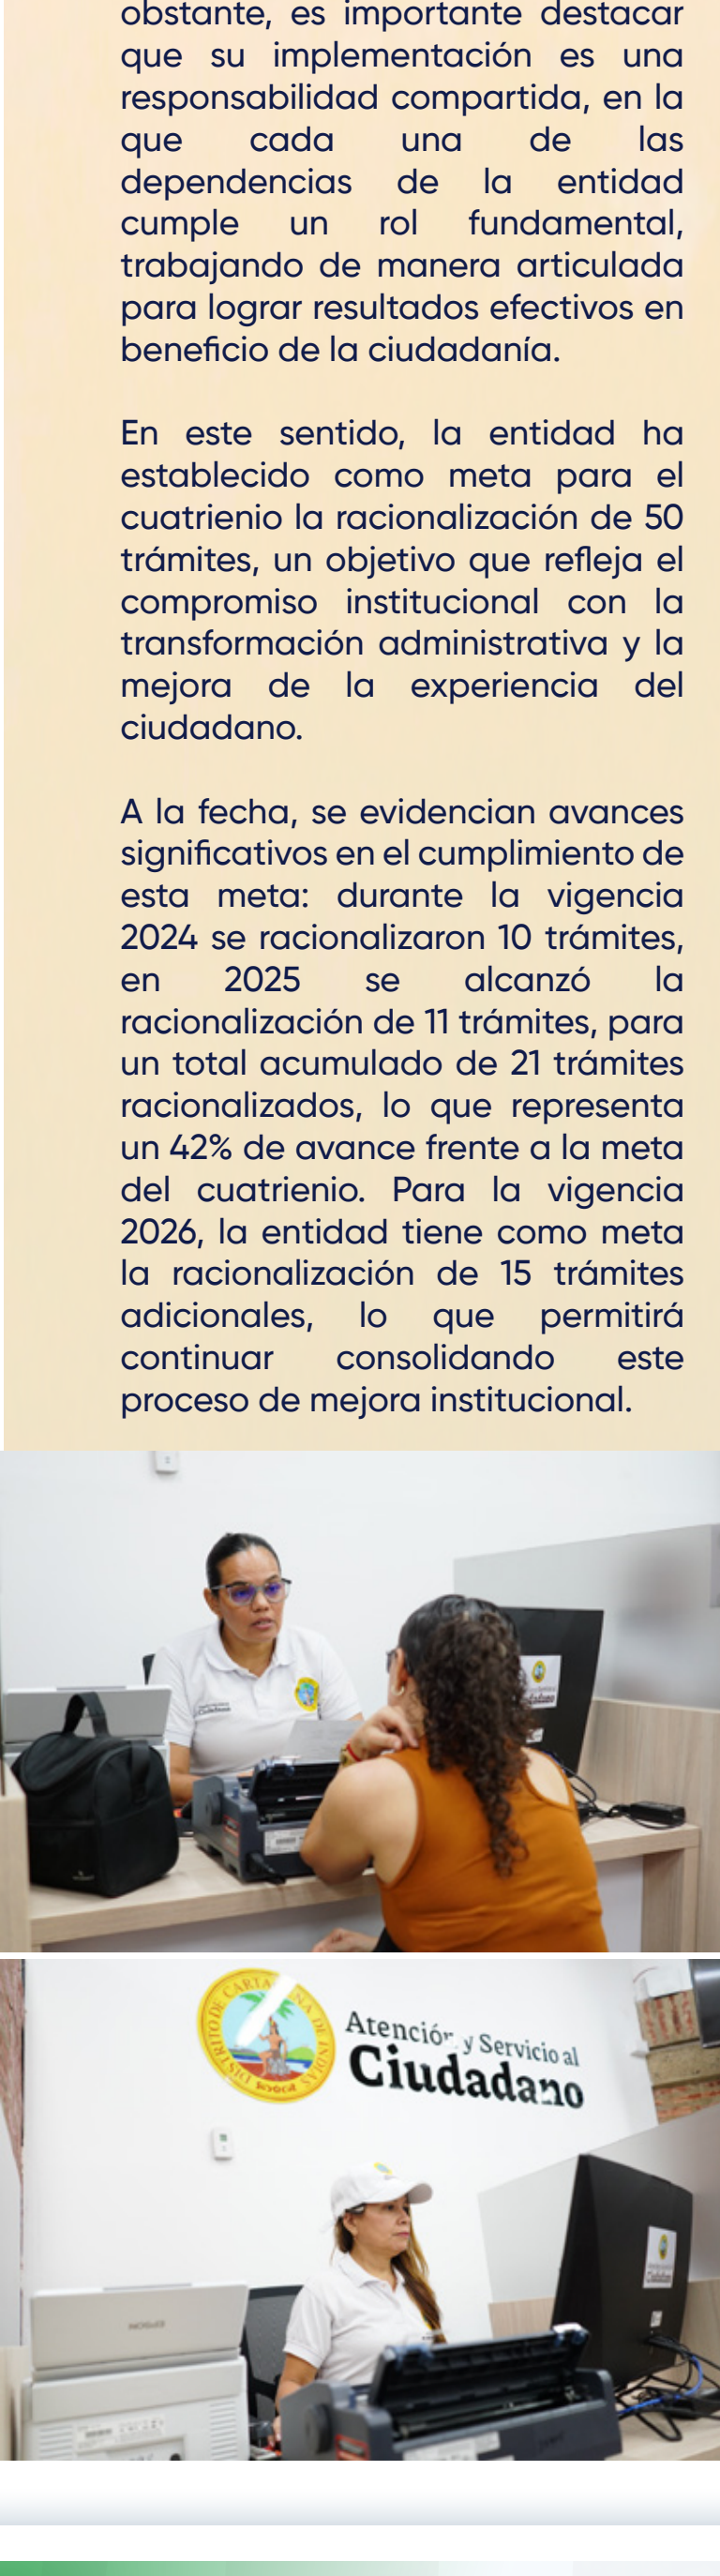 obstante, es importante destacar
que su implementación es una
responsabilidad compartida, en la
que cada una de las
dependencias de la entidad
cumple un rol fundamental,
trabajando de manera articulada
para lograr resultados efectivos en
beneficio de la ciudadanía.
En este sentido, la entidad ha
establecido como meta para el
cuatrienio la racionalización de 50
trámites, un objetivo que refleja el
compromiso institucional con la
transformación administrativa y la
mejora de la experiencia del
ciudadano.
A la fecha, se evidencian avances
significativos en el cumplimiento de
esta meta: durante la vigencia
2024 se racionalizaron 10 trámites,
en 2025 se alcanzó la
racionalización de 11 trámites, para
un total acumulado de 21 trámites
racionalizados, lo que representa
un 42% de avance frente a la meta
del cuatrienio. Para la vigencia
2026, la entidad tiene como meta
la racionalización de 15 trámites
adicionales, lo que permitirá
continuar consolidando este
proceso de mejora institucional.
Ciudadano
DISTRITO DE CARTAGENA DE INDIAS
Atención y Servicio al
Ciudadano
EPSON